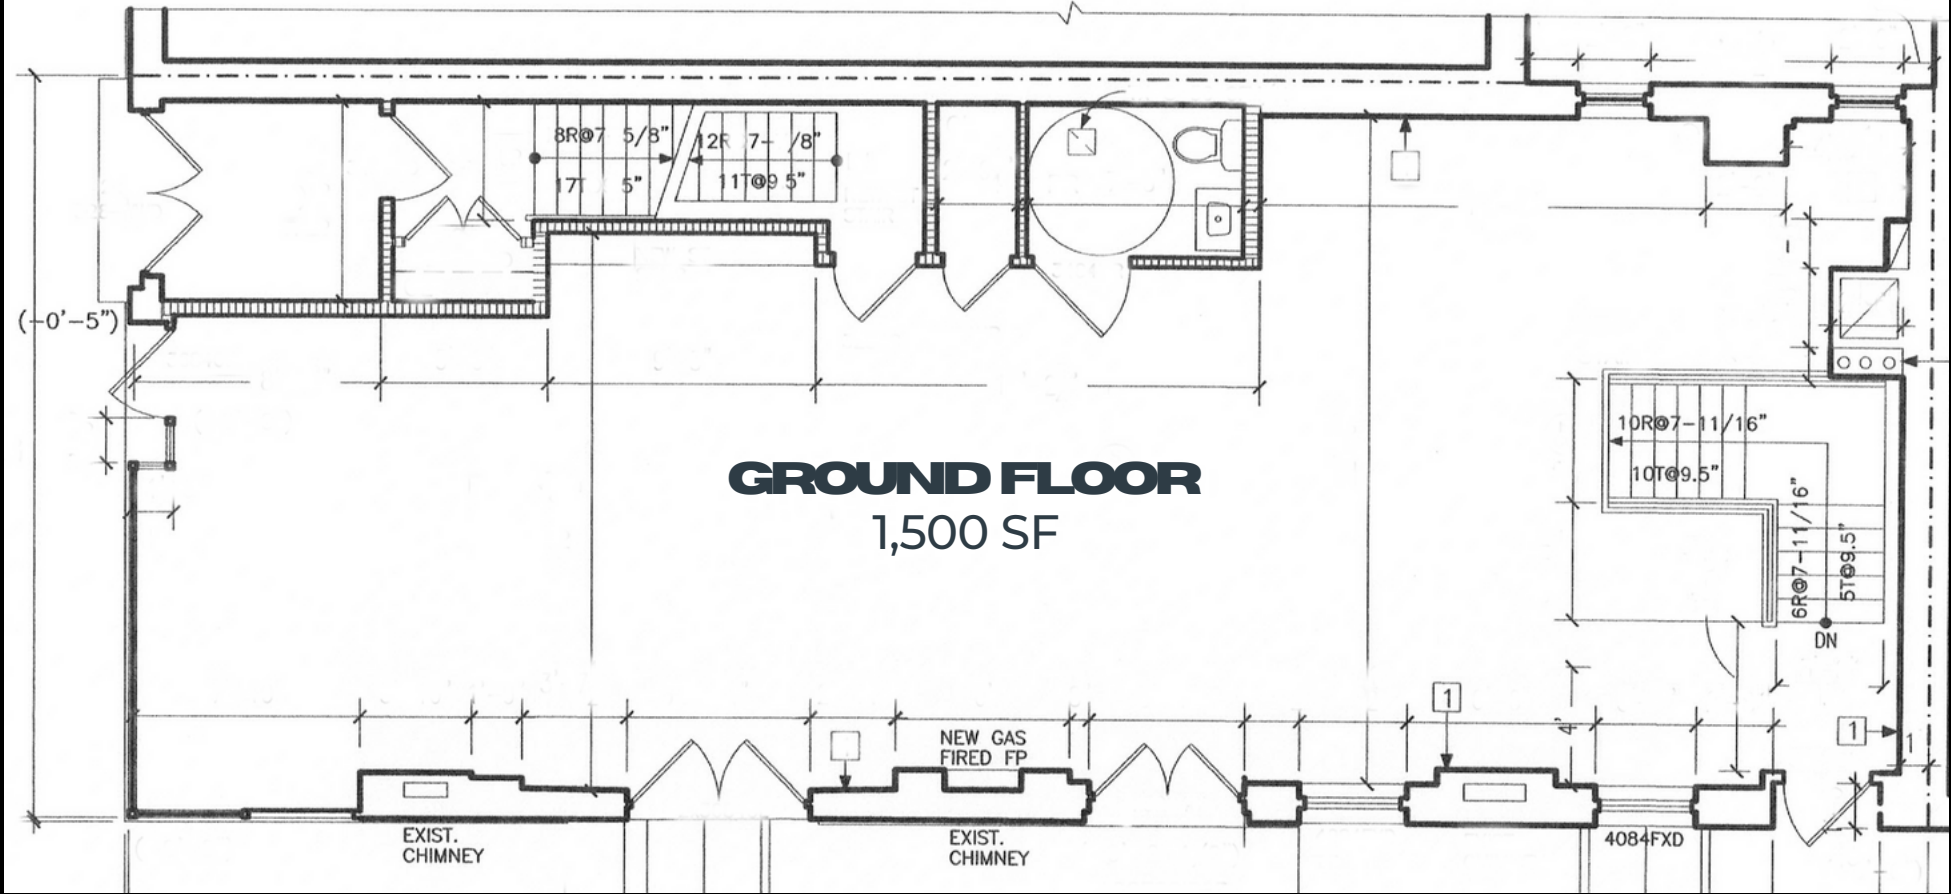 8R@7 5/8"
12R 7- /8"
17T 5"
11T@9 5"
(-0'-5")
10R@7-11/16"
10T@9.5"
GROUND FLOOR
1,500 SF
6R@7-11/16"
5T@9.5"
DN
1
4'
1
1
NEW GAS
FIRED FP
EXIST.
CHIMNEY
EXIST.
CHIMNEY
4084FXD